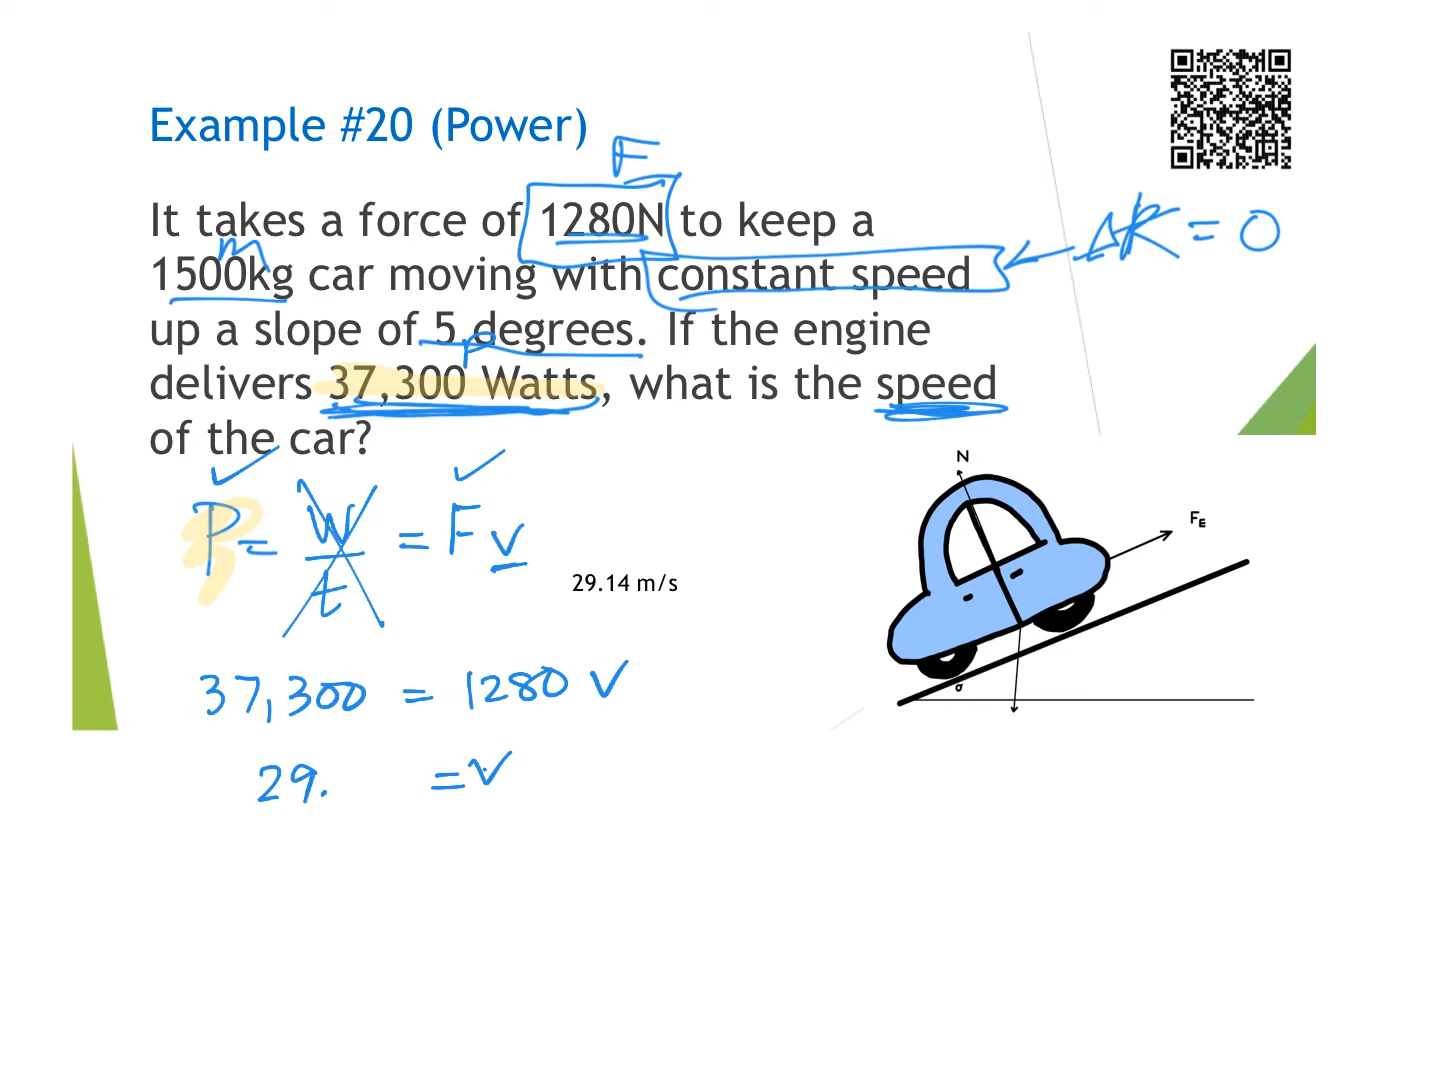 Example #20 (Power)
F
It takes a force of 1280N to keep a
ΔK = 0
m
1500kg car moving with constant speed
up a slope of 5 degrees. If the engine
P
delivers 37,300 Watts, what is the speed
of the car?
P = W/t = F v
29.14 m/s
37,300 = 1280 v
29. = v
N
FE